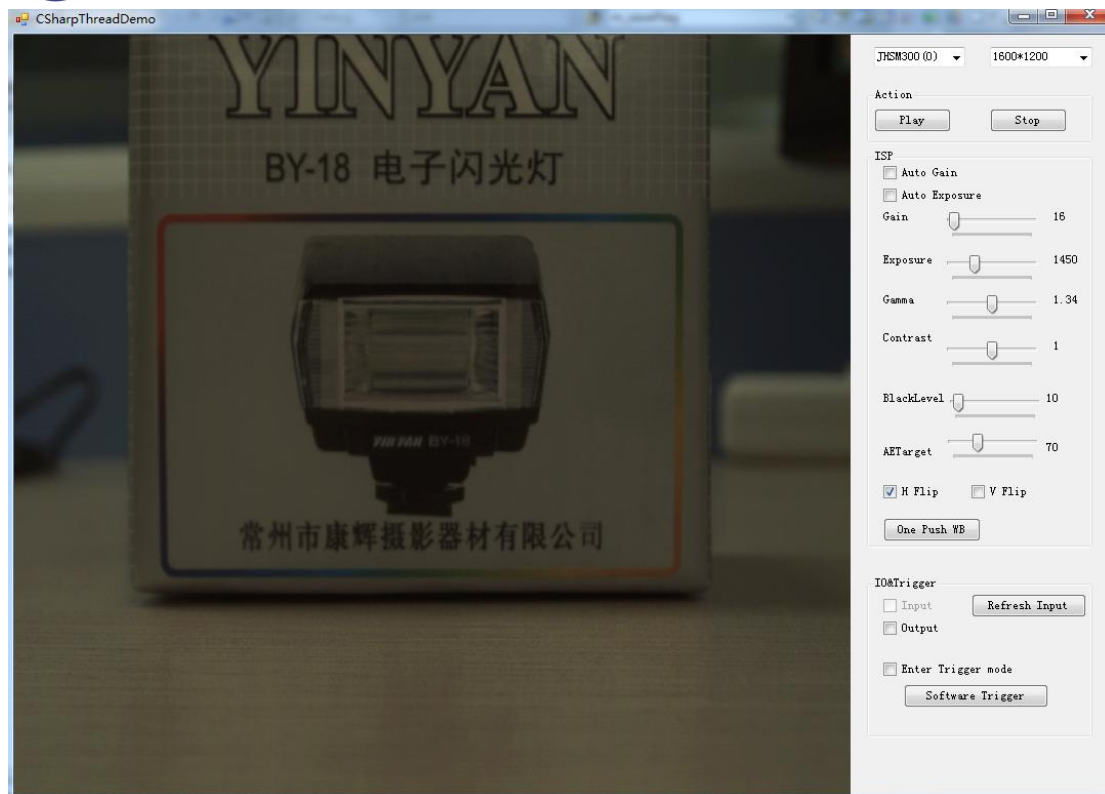 CSharpThreadDemo
YINYAN
BY-18 电子闪光灯
YINYAN BY-18
常州市康辉摄影器材有限公司
JHSM300(0)
1600*1200
Action
Play
Stop
ISP
Auto Gain
Auto Exposure
Gain 16
Exposure 1450
Gamma 1.34
Contrast 1
BlackLevel 10
AETarget 70
H Flip
V Flip
One Push WB
IO&Trigger
Input
Refresh Input
Output
Enter Trigger mode
Software Trigger